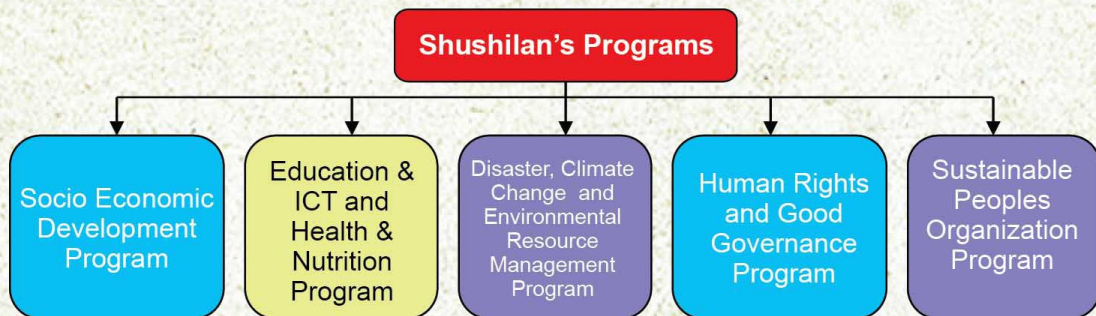 Shushilan's Programs
Socio Economic
Development
Program
Education &
ICT and
Health &
Nutrition
Program
Disaster, Climate
Change and
Environmental
Resource
Management
Program
Human Rights
and Good
Governance
Program
Sustainable
Peoples
Organization
Program